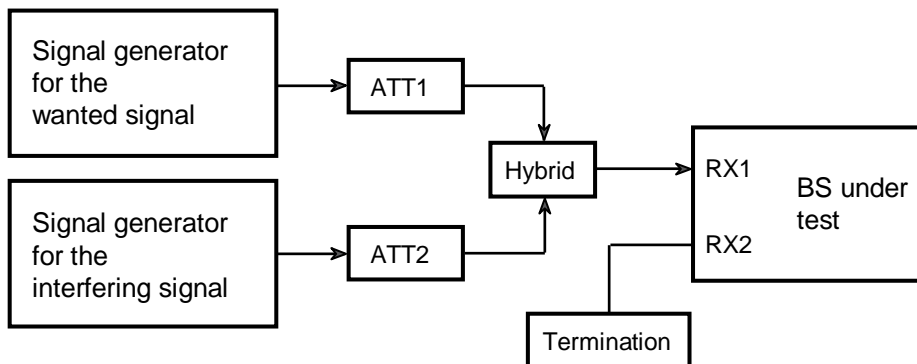 Signal generator
for the
wanted signal
ATT1
Hybrid
RX1
BS under
test
RX2
Signal generator
for the
interfering signal
ATT2
Termination